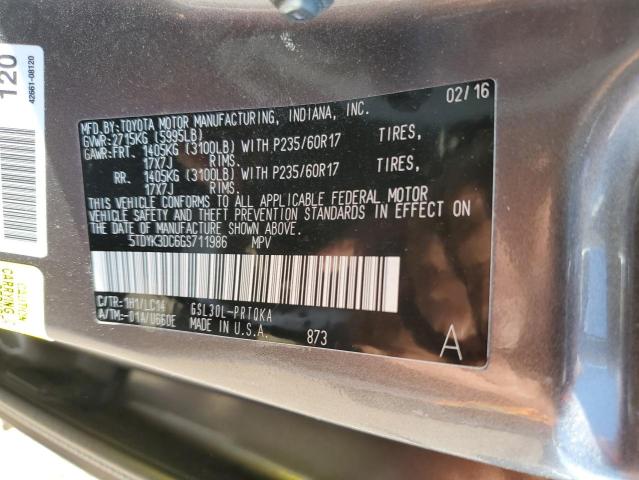 120
42661-08120
MFD.BY: TOYOTA MOTOR MANUFACTURING, INDIANA, INC. 02/16
GVWR: 2715KG (5995LB)
GAWR: FRT. 1405KG (3100LB) WITH P235/60R17 TIRES,
17X7J RIMS,
RR. 1405KG (3100LB) WITH P235/60R17 TIRES,
17X7J RIMS.
THIS VEHICLE CONFORMS TO ALL APPLICABLE FEDERAL MOTOR
VEHICLE SAFETY AND THEFT PREVENTION STANDARDS IN EFFECT ON
THE DATE OF MANUFACTURE SHOWN ABOVE.
5TDYK3DC6GS711986 MPV
C/TR: 1H1/LC14 GSL30L-PRTQKA
A/TM: -01A/U660E MADE IN U.S.A. 873 A